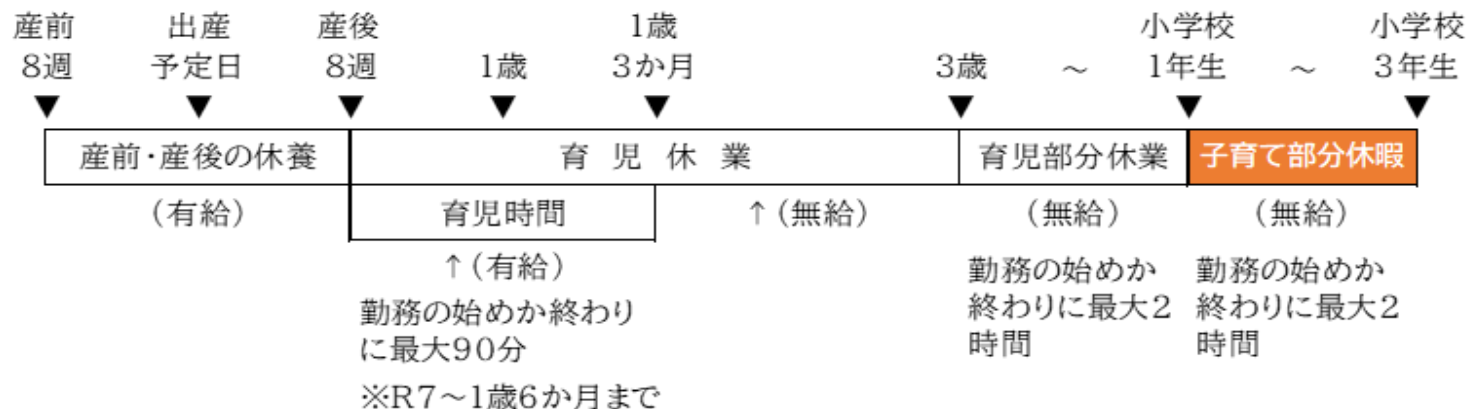 産前 出産 産後 1歳 小学校 小学校
8週 予定日 8週 1歳 3か月 3歳 ～ 1年生 ～ 3年生
▼ ▼ ▼ ▼ ▼ ▼ ▼ ▼
産前・産後の休養 育児休業 育児部分休業 子育て部分休暇
（有給） 育児時間 ↑（無給） （無給） （無給）
↑（有給）
勤務の始めか終わり
に最大90分
※R7～1歳6か月まで
勤務の始めか
終わりに最大2
時間
勤務の始めか
終わりに最大2
時間